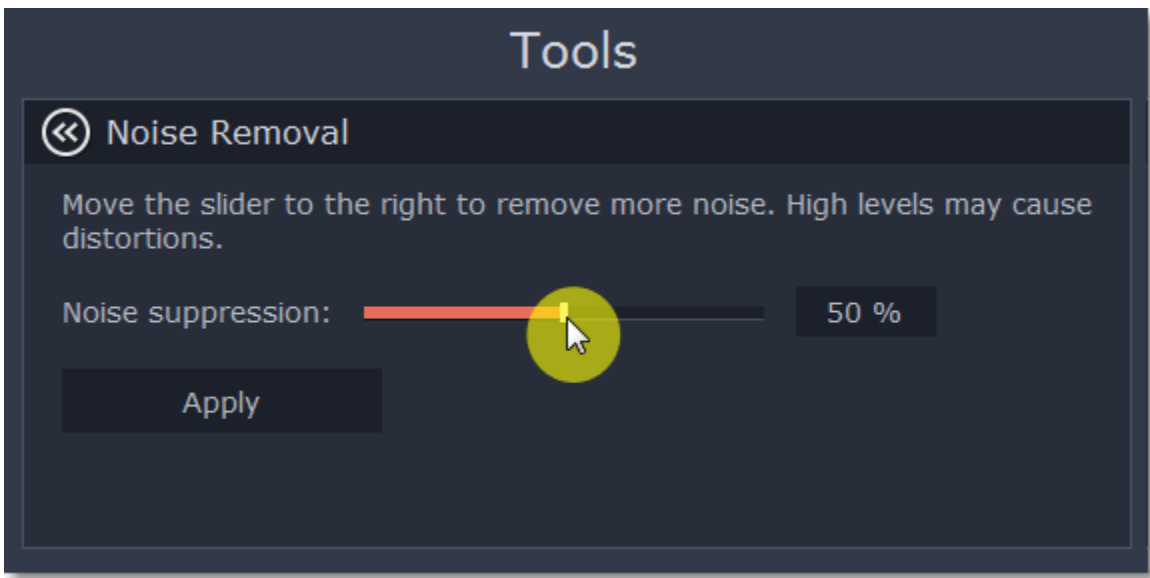 Tools
Noise Removal
Move the slider to the right to remove more noise. High levels may cause
distortions.
Noise suppression: 50 %
Apply